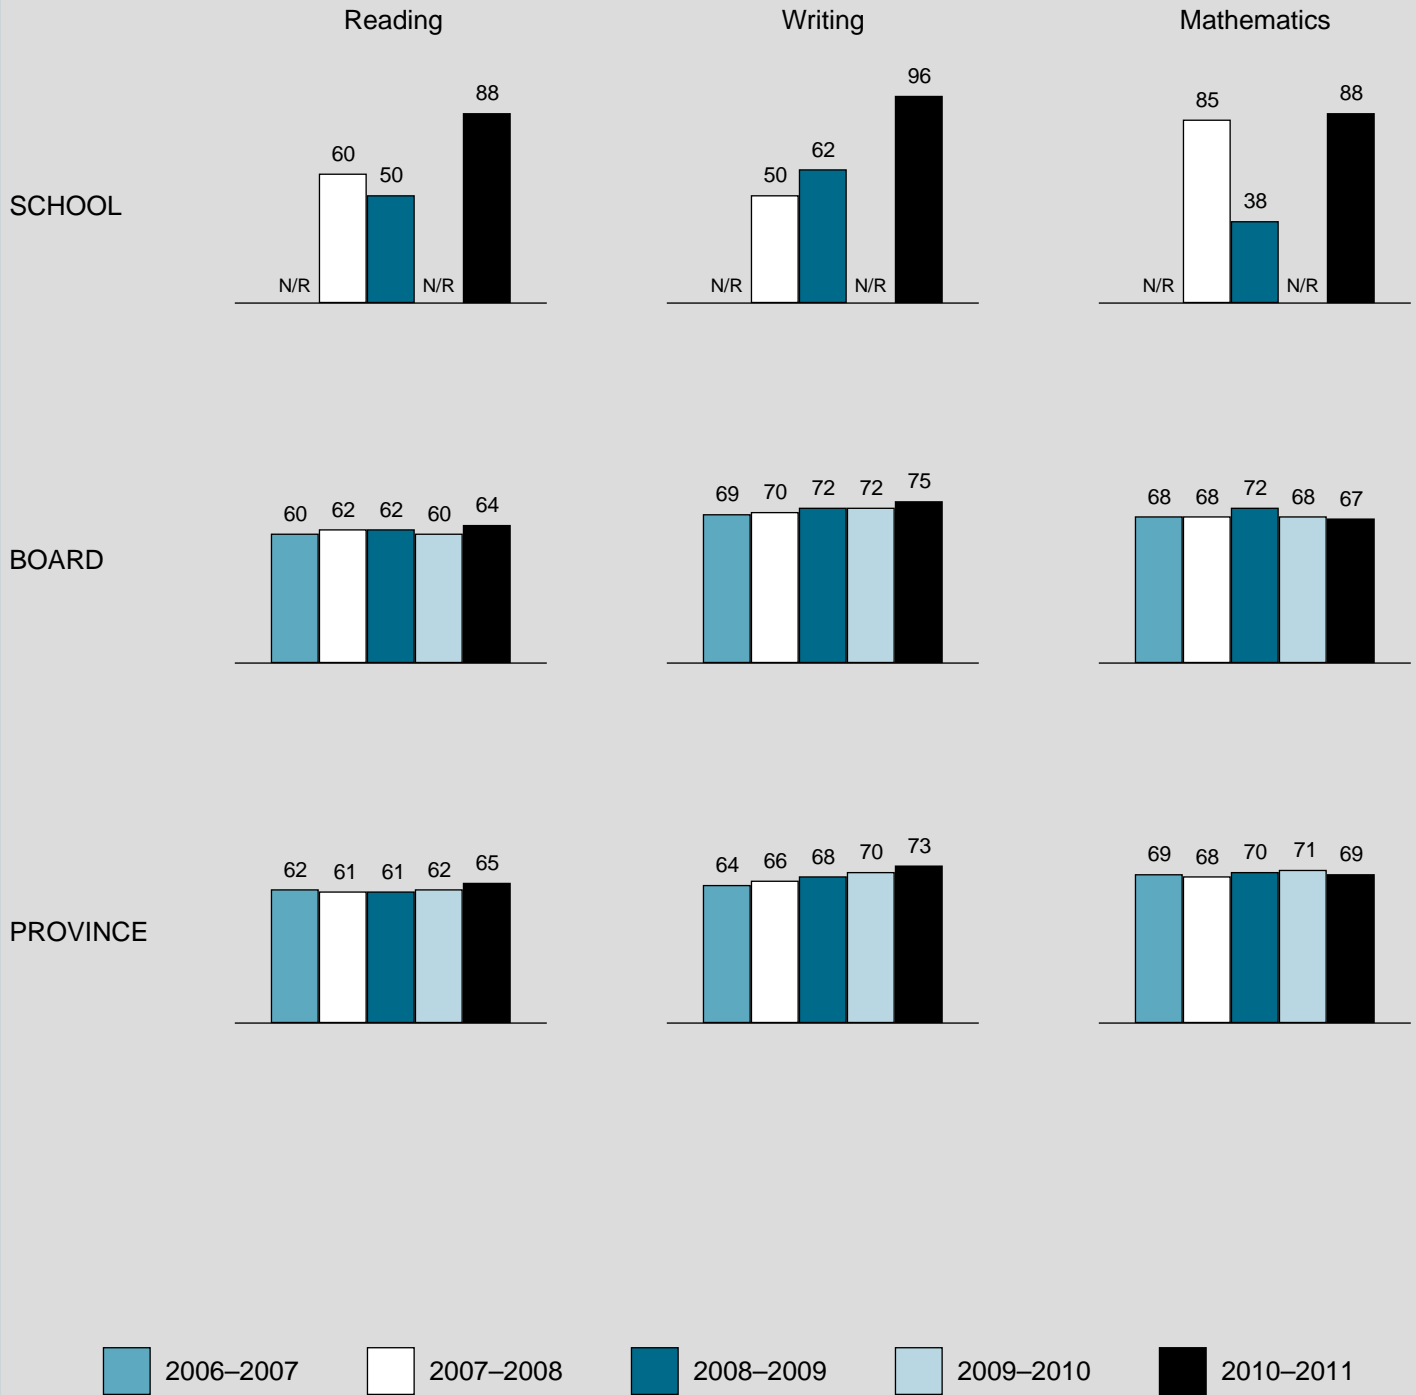 Reading Writing Mathematics
SCHOOL
N/R 60 50 N/R 88
N/R 50 62 N/R 96
N/R 85 38 N/R 88
BOARD
60 62 62 60 64
69 70 72 72 75
68 68 72 68 67
PROVINCE
62 61 61 62 65
64 66 68 70 73
69 68 70 71 69
2006–2007 2007–2008 2008–2009 2009–2010 2010–2011